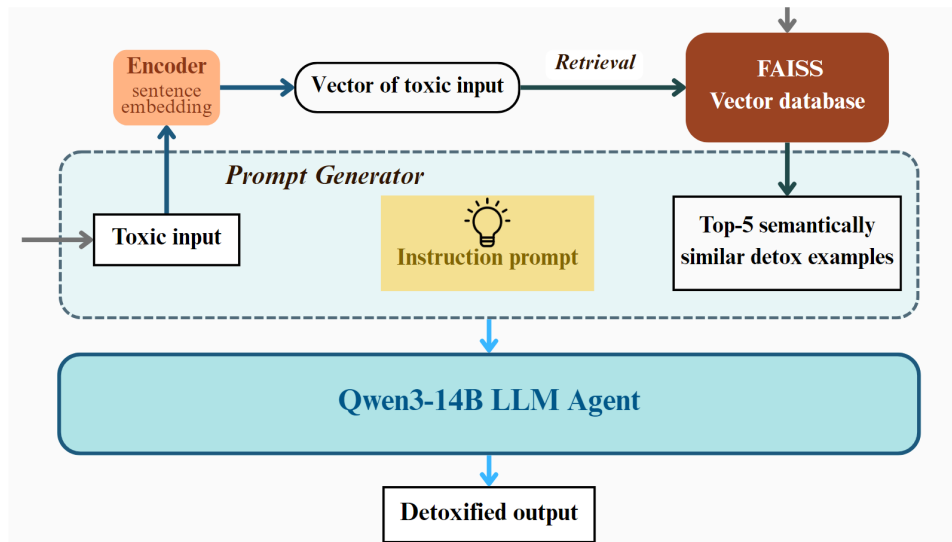 Encoder
sentence
embedding
Vector of toxic input
Retrieval
FAISS
Vector database
Prompt Generator
Toxic input
Instruction prompt
Top-5 semantically
similar detox examples
Qwen3-14B LLM Agent
Detoxified output